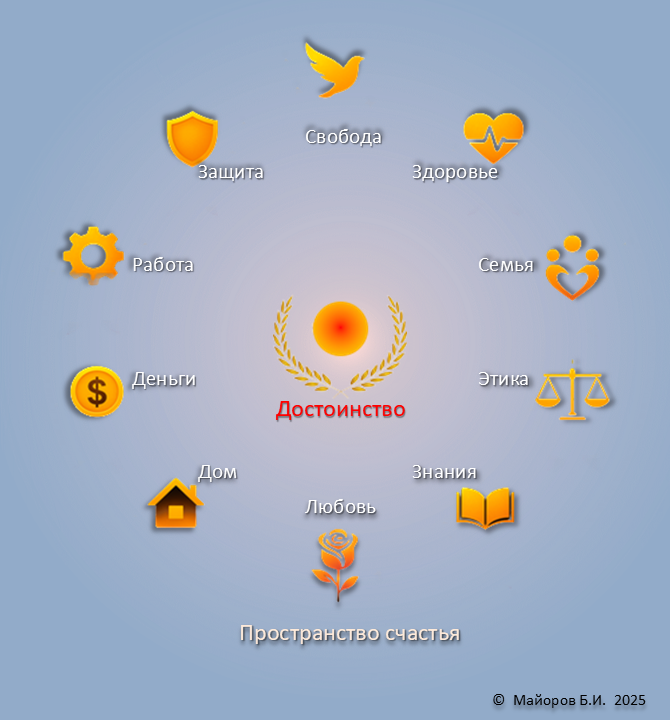 Свобода
Защита
Здоровье
Работа
Семья
$
Деньги
Этика
Достоинство
Дом
Знания
Любовь
Пространство счастья
© Майоров Б.И. 2025